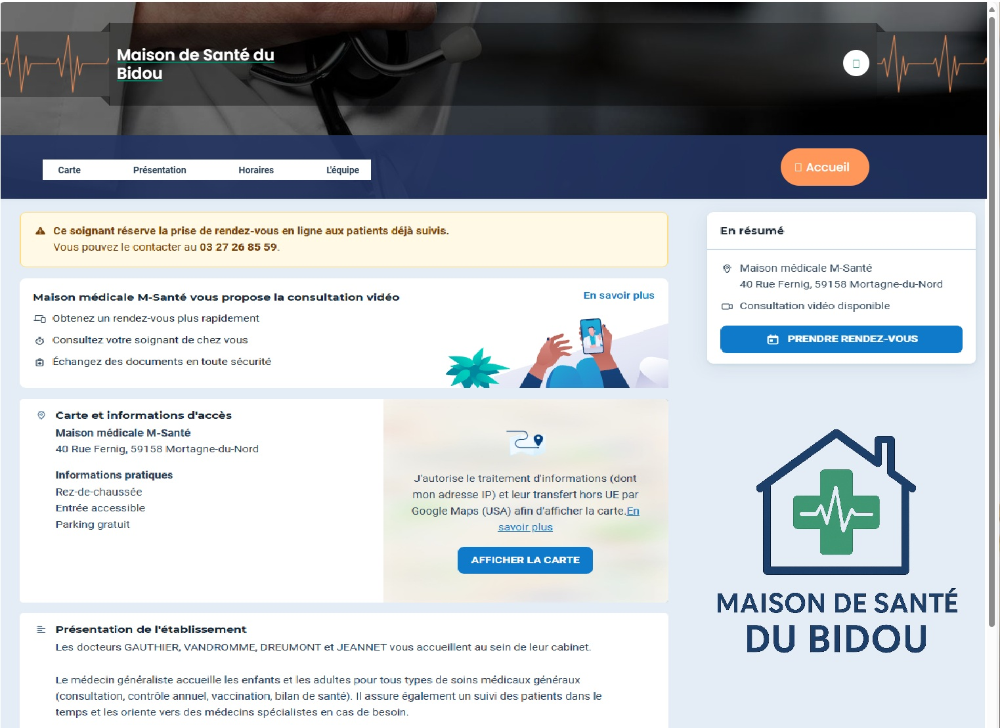 Maison de Santé du
Bidou
Carte
Présentation
Horaires
L'équipe
Accueil
Ce soignant réserve la prise de rendez-vous en ligne aux patients déjà suivis.
Vous pouvez le contacter au 03 27 26 85 59.
Maison médicale M-Santé vous propose la consultation vidéo
En savoir plus
Obtenez un rendez-vous plus rapidement
Consultez votre soignant de chez vous
Échangez des documents en toute sécurité
Carte et informations d'accès
Maison médicale M-Santé
40 Rue Fernig, 59158 Mortagne-du-Nord
Informations pratiques
Rez-de-chaussée
Entrée accessible
Parking gratuit
J'autorise le traitement d'informations (dont
mon adresse IP) et leur transfert hors UE par
Google Maps (USA) afin d'afficher la carte.En
savoir plus
AFFICHER LA CARTE
Présentation de l'établissement
Les docteurs GAUTHIER, VANDROMME, DREUMONT et JEANNET vous accueillent au sein de leur cabinet.
Le médecin généraliste accueille les enfants et les adultes pour tous types de soins médicaux généraux
(consultation, contrôle annuel, vaccination, bilan de santé). Il assure également un suivi des patients dans le
temps et les oriente vers des médecins spécialistes en cas de besoin.
En résumé
Maison médicale M-Santé
40 Rue Fernig, 59158 Mortagne-du-Nord
Consultation vidéo disponible
PRENDRE RENDEZ-VOUS
MAISON DE SANTÉ
DU BIDOU